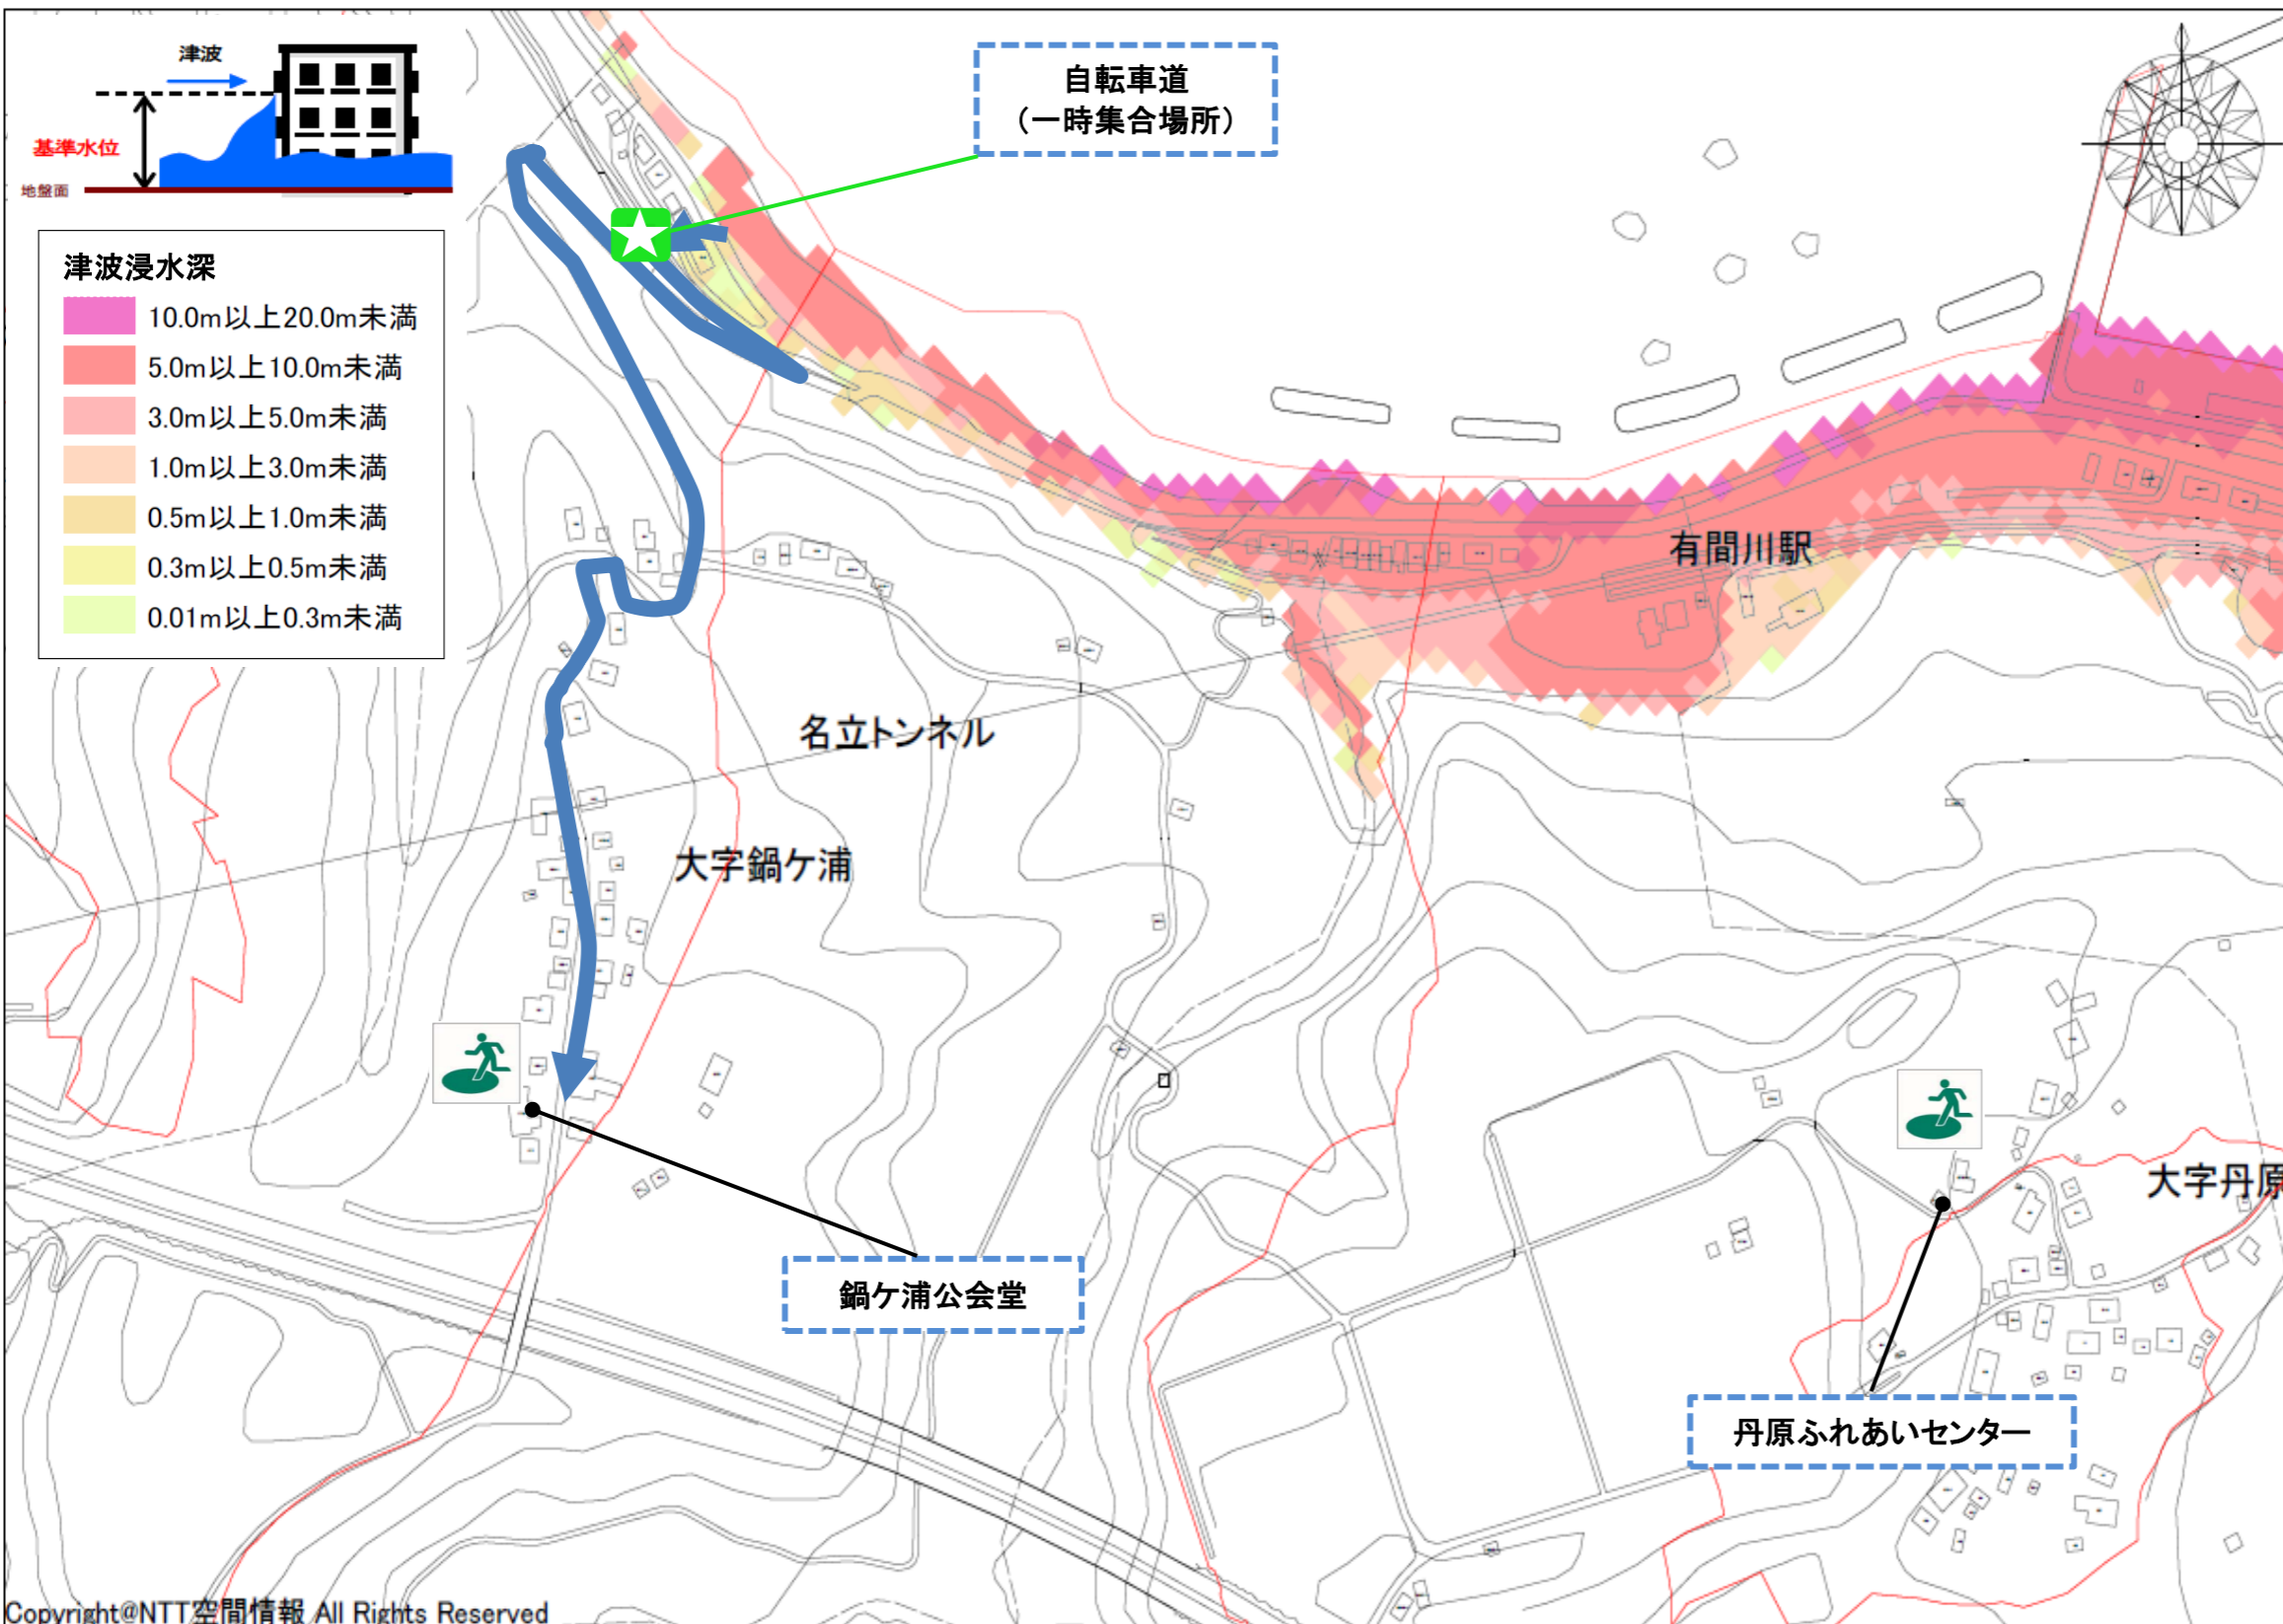 津波
基準水位
地盤面
津波浸水深
10.0m以上20.0m未満
5.0m以上10.0m未満
3.0m以上5.0m未満
1.0m以上3.0m未満
0.5m以上1.0m未満
0.3m以上0.5m未満
0.01m以上0.3m未満
自転車道
（一時集合場所）
有間川駅
名立トンネル
大字鍋ケ浦
大字丹原
鍋ケ浦公会堂
丹原ふれあいセンター
Copyright@NTT空間情報 All Rights Reserved